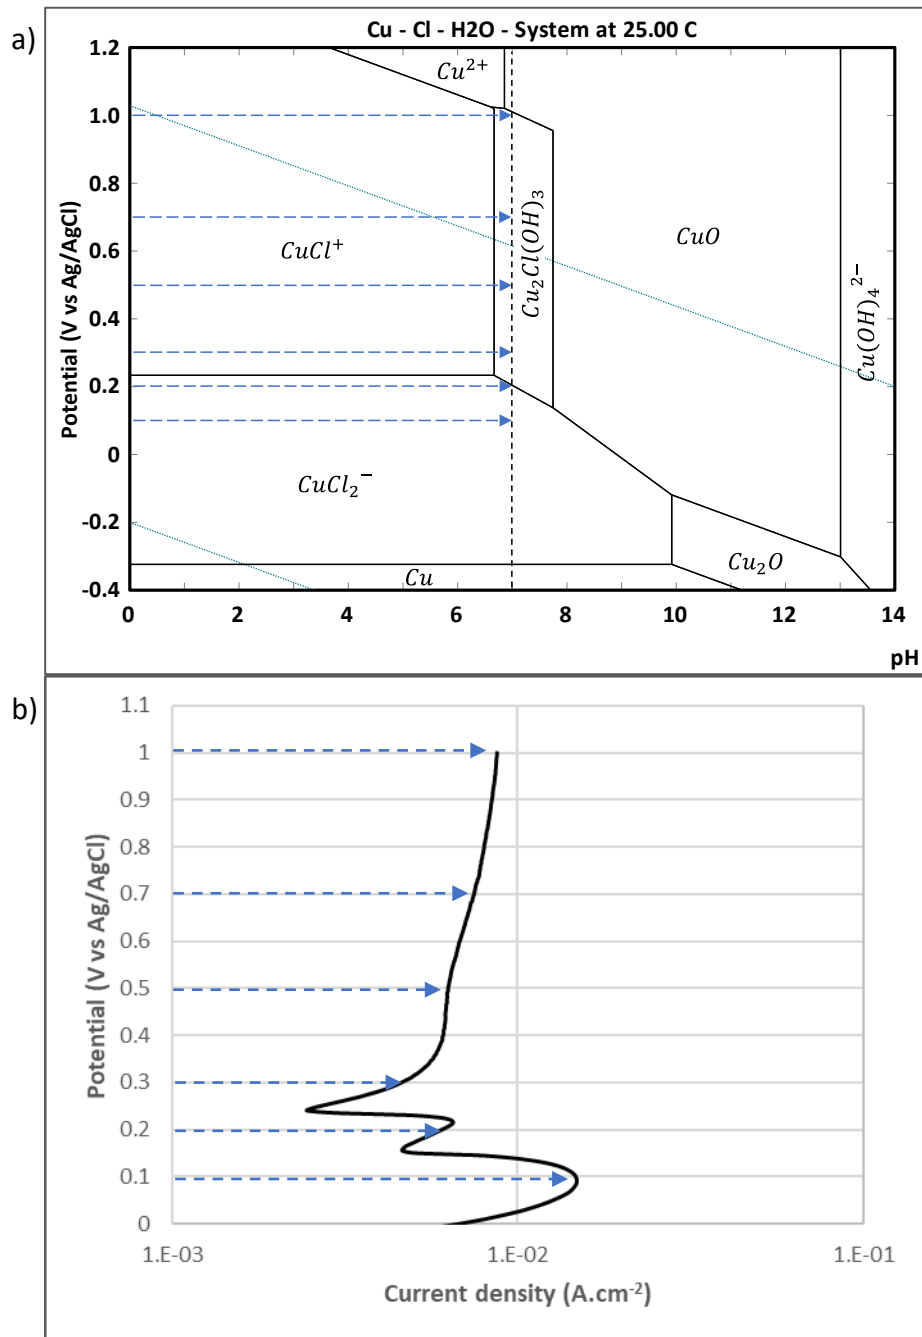 a)
Cu - Cl - H2O - System at 25.00 C
Potential (V vs Ag/AgCl)
1.2
1.0
0.8
0.6
0.4
0.2
0
-0.2
-0.4
Cu²⁺
CuCl⁺
Cu₂Cl(OH)₃
CuO
Cu(OH)₄²⁻
CuCl₂⁻
Cu₂O
Cu
0 2 4 6 8 10 12 14
pH
b)
Potential (V vs Ag/AgCl)
1.1
1
0.9
0.8
0.7
0.6
0.5
0.4
0.3
0.2
0.1
0
1.E-03 1.E-02 1.E-01
Current density (A.cm⁻²)